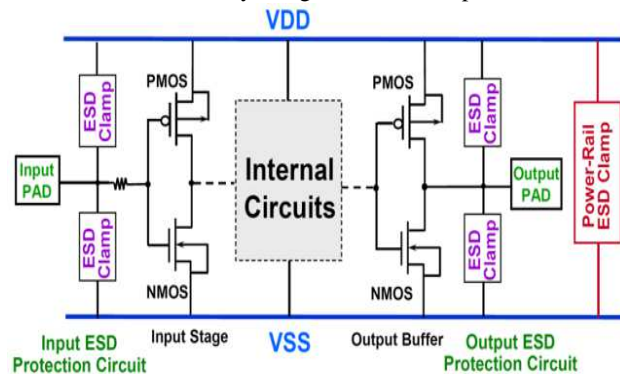 VDD
PMOS
PMOS
ESD
Clamp
ESD
Clamp
Input
PAD
Internal
Circuits
Output
PAD
Power-Rail
ESD Clamp
ESD
Clamp
ESD
Clamp
NMOS
NMOS
Input ESD
Protection Circuit
Input Stage
VSS
Output Buffer
Output ESD
Protection Circuit